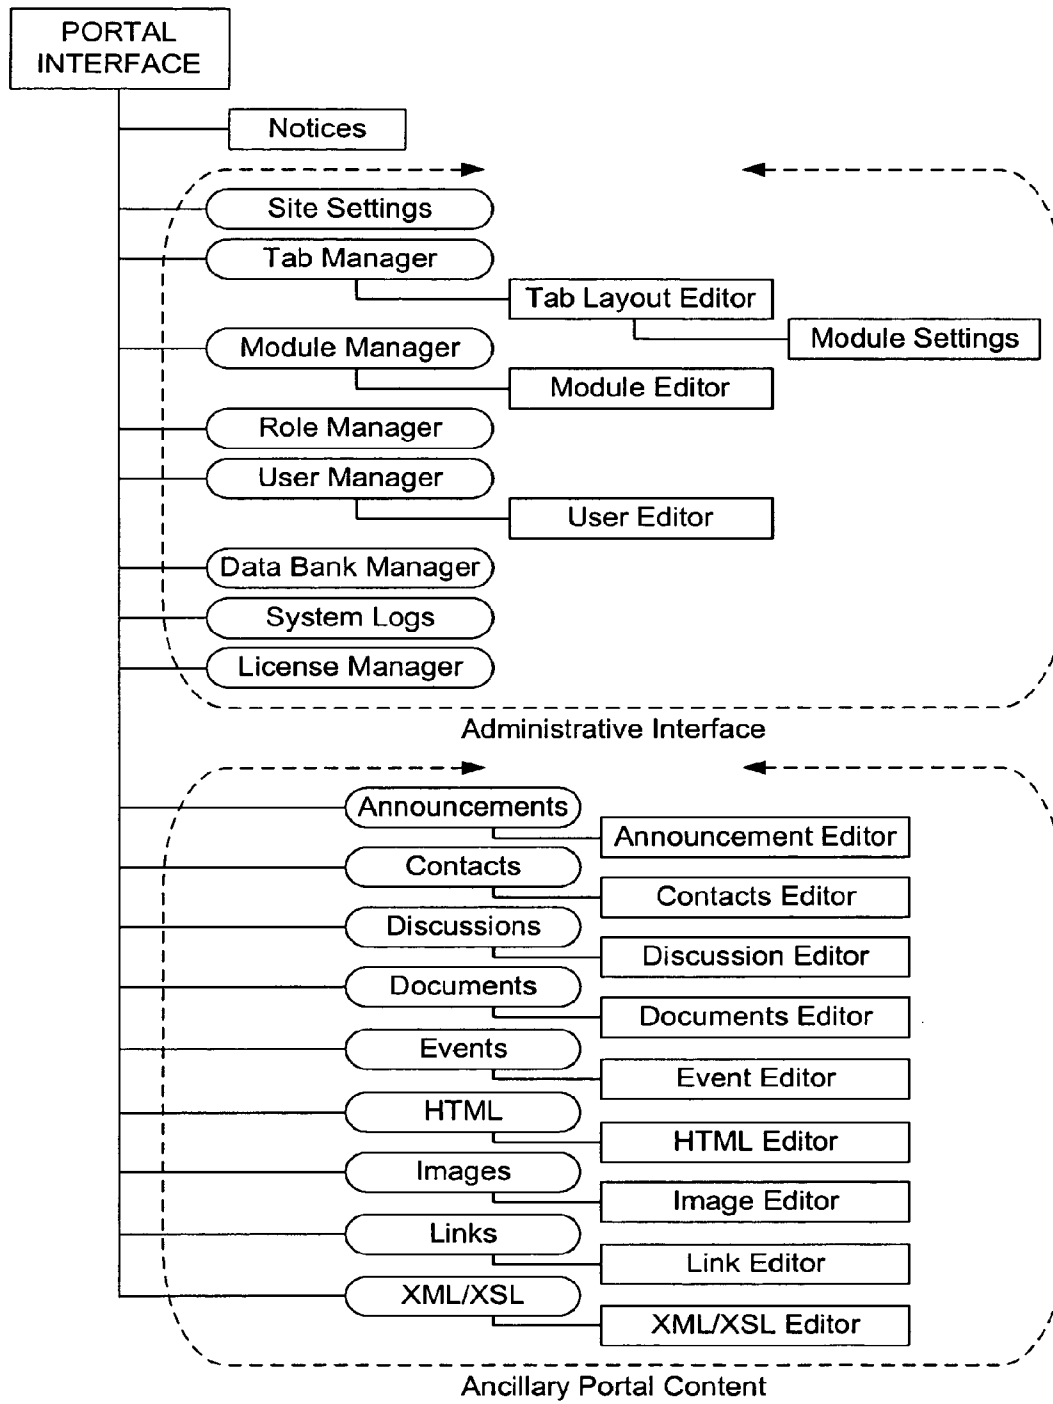 PORTAL
INTERFACE
Notices
Site Settings
Tab Manager
Tab Layout Editor
Module Settings
Module Manager
Module Editor
Role Manager
User Manager
User Editor
Data Bank Manager
System Logs
License Manager
Administrative Interface
Announcements
Announcement Editor
Contacts
Contacts Editor
Discussions
Discussion Editor
Documents
Documents Editor
Events
Event Editor
HTML
HTML Editor
Images
Image Editor
Links
Link Editor
XML/XSL
XML/XSL Editor
Ancillary Portal Content